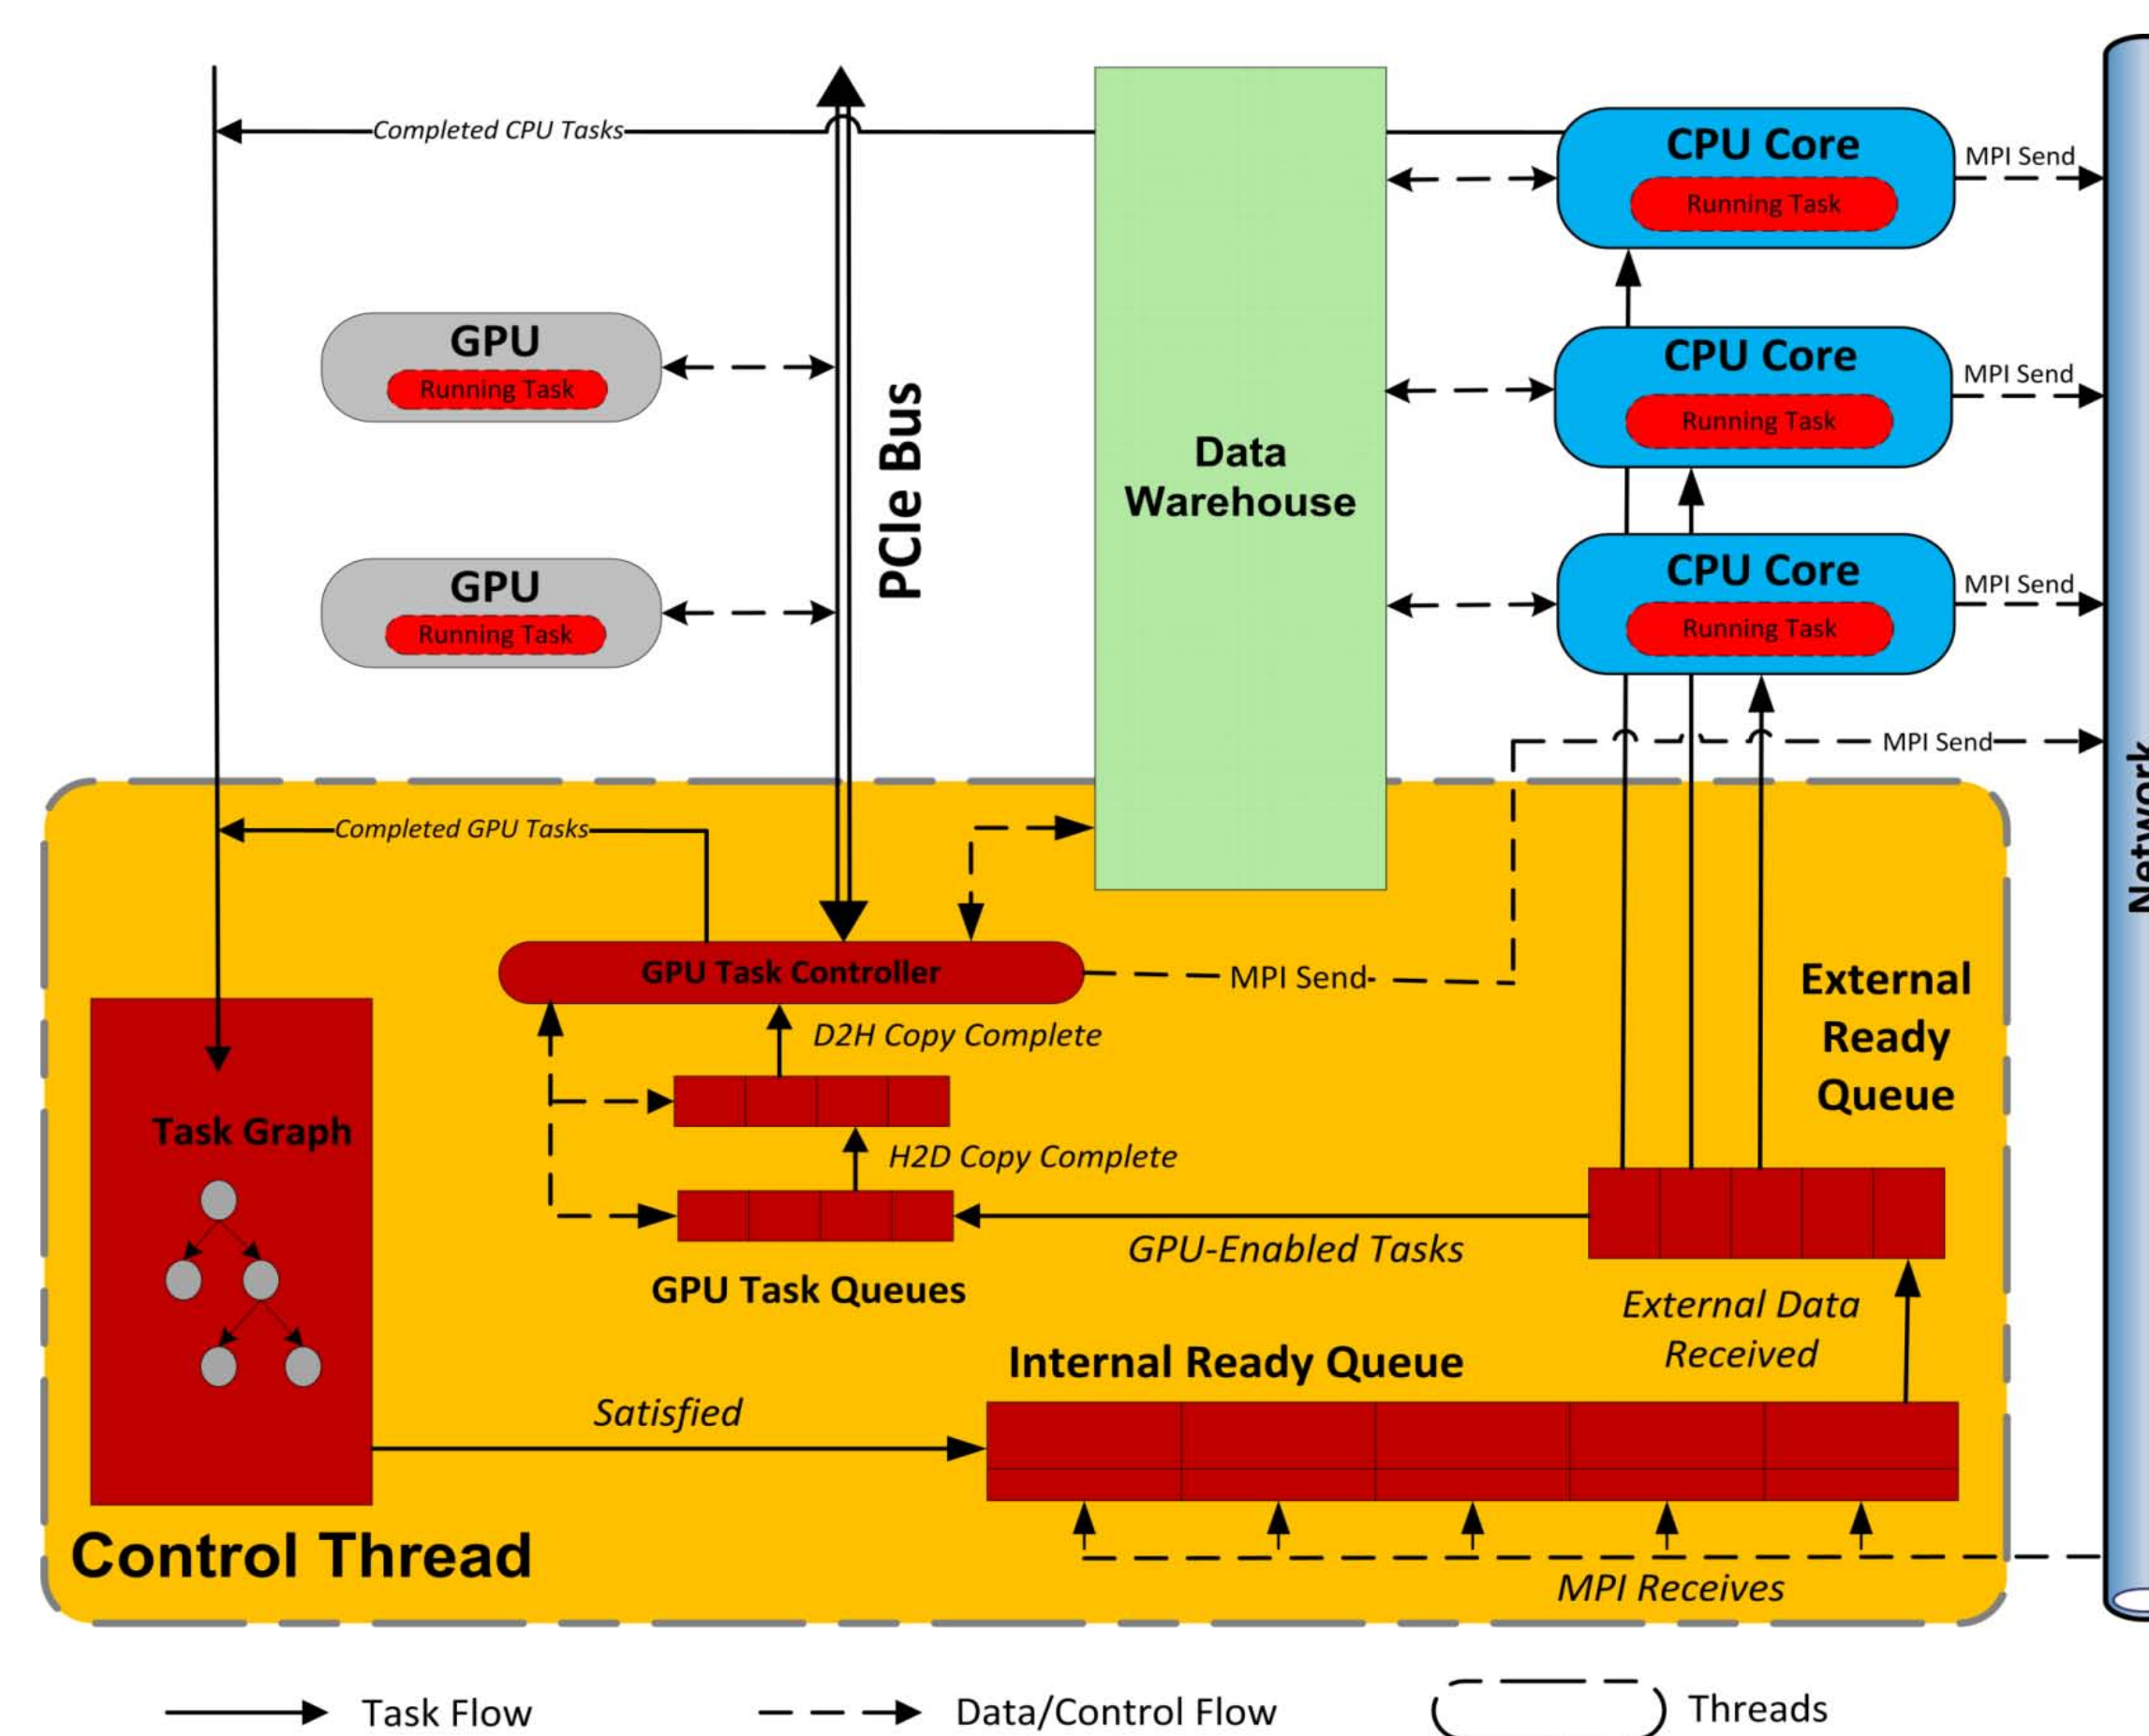 Completed CPU Tasks
CPU Core
Running Task
MPI Send
GPU
Running Task
CPU Core
Running Task
MPI Send
PCIe Bus
Data
Warehouse
GPU
Running Task
CPU Core
Running Task
MPI Send
MPI Send
Network
Completed GPU Tasks
GPU Task Controller
MPI Send
External
Ready
Queue
D2H Copy Complete
Task Graph
H2D Copy Complete
GPU-Enabled Tasks
GPU Task Queues
External Data
Received
Internal Ready Queue
Satisfied
Control Thread
MPI Receives
Task Flow
Data/Control Flow
Threads